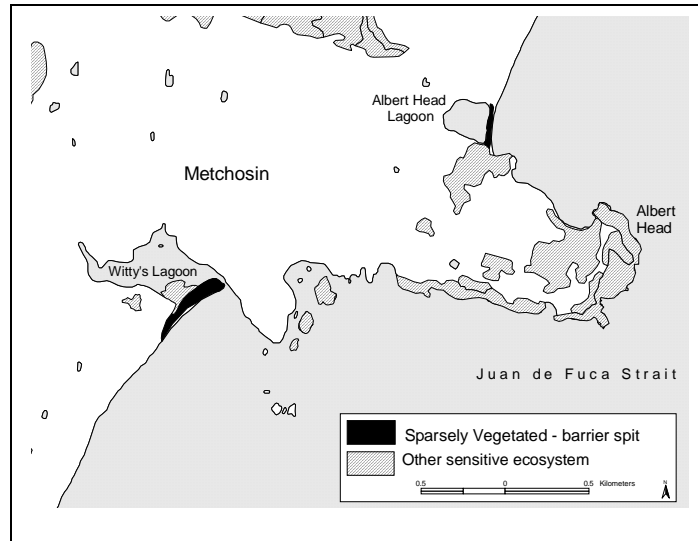 Albert Head
Lagoon
Metchosin
Albert
Head
Witty's Lagoon
Juan de Fuca Strait
Sparsely Vegetated - barrier spit
Other sensitive ecosystem
0.5 0 0.5 Kilometers
N